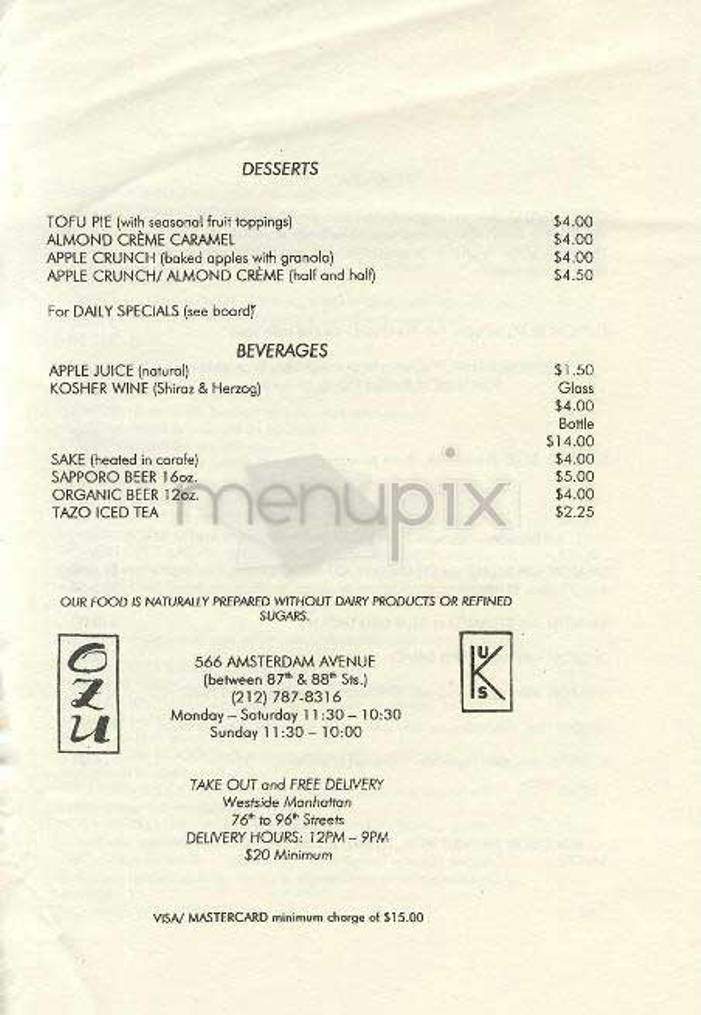 DESSERTS
TOFU PIE (with seasonal fruit toppings) $4.00
ALMOND CRÈME CARAMEL $4.00
APPLE CRUNCH (baked apples with granola) $4.00
APPLE CRUNCH/ ALMOND CRÈME (half and half) $4.50
For DAILY SPECIALS (see board)*
BEVERAGES
APPLE JUICE (natural) $1.50
KOSHER WINE (Shiraz & Herzog) Glass
$4.00
Bottle
$14.00
SAKE (heated in carafe) $4.00
SAPPORO BEER 16oz. $5.00
ORGANIC BEER 12oz. $4.00
TAZO ICED TEA $2.25
menupix
OUR FOOD IS NATURALLY PREPARED WITHOUT DAIRY PRODUCTS OR REFINED
SUGARS.
OZU
566 AMSTERDAM AVENUE
(between 87th & 88th Sts.)
(212) 787-8316
Monday – Saturday 11:30 – 10:30
Sunday 11:30 – 10:00
UKS
TAKE OUT and FREE DELIVERY
Westside Manhattan
76th to 96th Streets
DELIVERY HOURS: 12PM – 9PM
$20 Minimum
VISA/ MASTERCARD minimum charge of $15.00